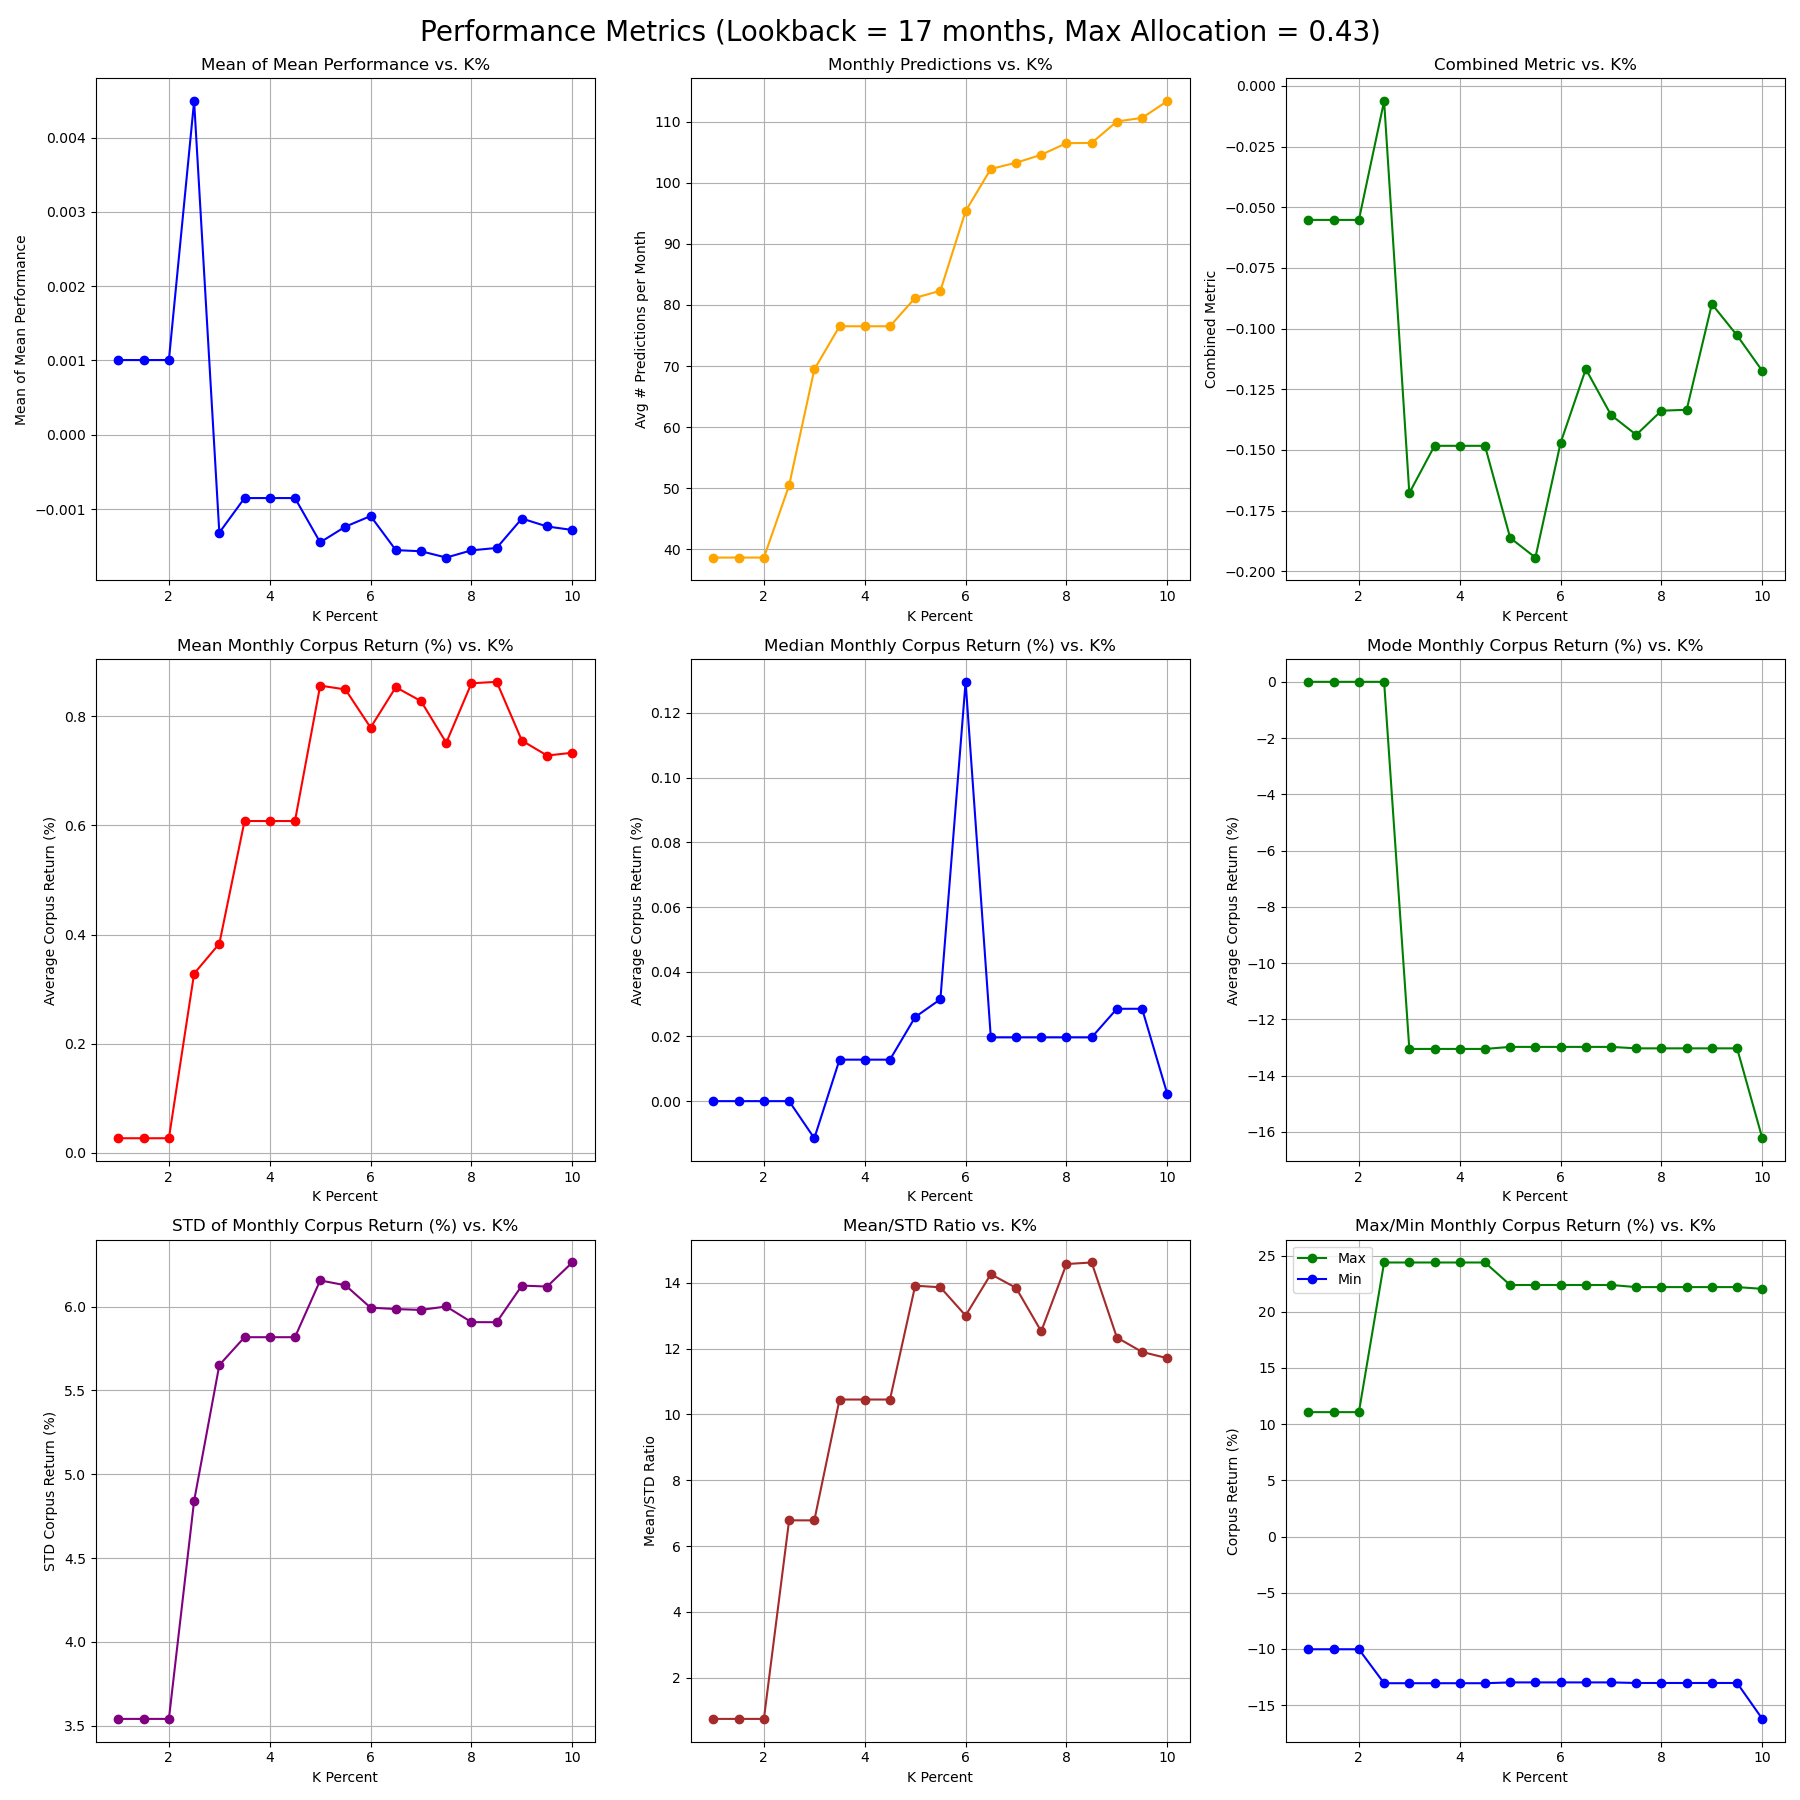 Performance Metrics (Lookback = 17 months, Max Allocation = 0.43)
Mean of Mean Performance vs. K%
Mean of Mean Performance
0.004
0.003
0.002
0.001
0.000
−0.001
2 4 6 8 10
K Percent
Monthly Predictions vs. K%
Avg # Predictions per Month
110
100
90
80
70
60
50
40
2 4 6 8 10
K Percent
Combined Metric vs. K%
Combined Metric
0.000
−0.025
−0.050
−0.075
−0.100
−0.125
−0.150
−0.175
−0.200
2 4 6 8 10
K Percent
Mean Monthly Corpus Return (%) vs. K%
Average Corpus Return (%)
0.8
0.6
0.4
0.2
0.0
2 4 6 8 10
K Percent
Median Monthly Corpus Return (%) vs. K%
Average Corpus Return (%)
0.12
0.10
0.08
0.06
0.04
0.02
0.00
2 4 6 8 10
K Percent
Mode Monthly Corpus Return (%) vs. K%
Average Corpus Return (%)
0
−2
−4
−6
−8
−10
−12
−14
−16
2 4 6 8 10
K Percent
STD of Monthly Corpus Return (%) vs. K%
STD Corpus Return (%)
6.0
5.5
5.0
4.5
4.0
3.5
2 4 6 8 10
K Percent
Mean/STD Ratio vs. K%
Mean/STD Ratio
14
12
10
8
6
4
2
2 4 6 8 10
K Percent
Max/Min Monthly Corpus Return (%) vs. K%
Max
Min
Corpus Return (%)
25
20
15
10
5
0
−5
−10
−15
2 4 6 8 10
K Percent